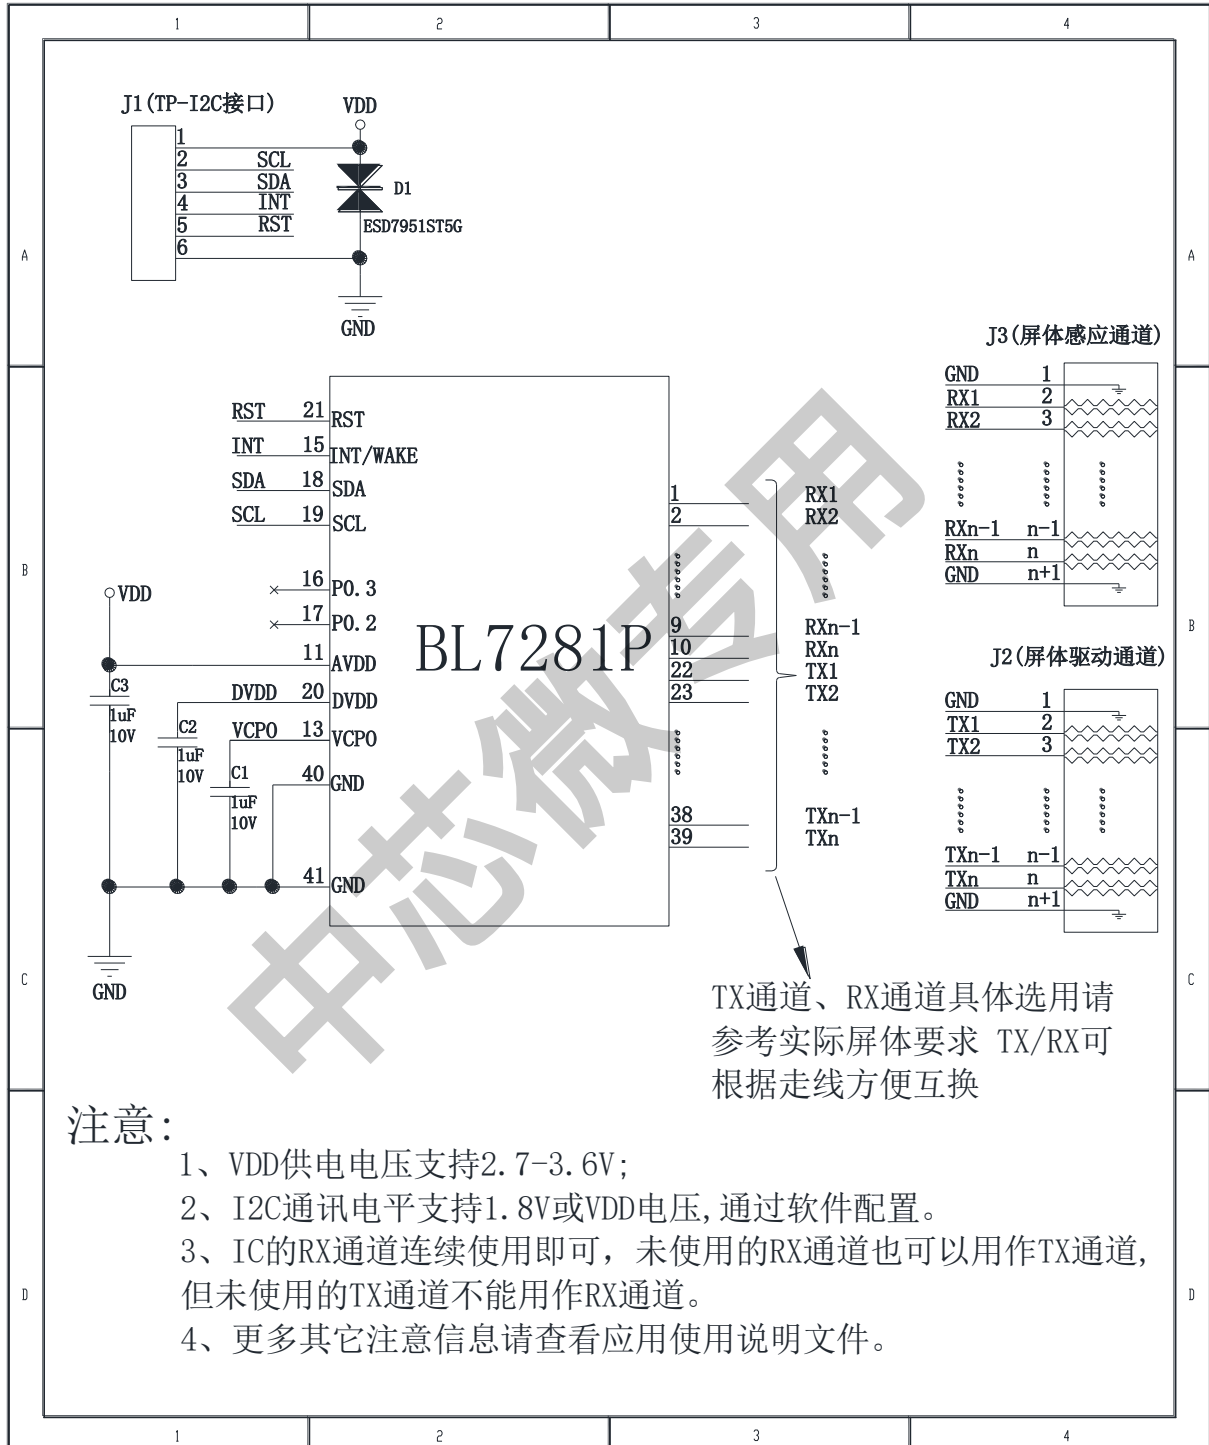 1 2 3 4
J1(TP-I2C接口)
VDD
1
2 SCL
3 SDA
4 INT
5 RST
6
D1
ESD7951ST5G
GND
A A
J3(屏体感应通道)
GND 1
RX1 2
RX2 3
RXn-1 n-1
RXn n
GND n+1
RST 21 RST
INT 15 INT/WAKE
SDA 18 SDA
SCL 19 SCL
16 P0.3
17 P0.2
VDD
11 AVDD
DVDD 20 DVDD
VCPO 13 VCPO
40 GND
41 GND
C3
1uF
10V
C2
1uF
10V
C1
1uF
10V
GND
BL7281P
1 RX1
2 RX2
9 RXn-1
10 RXn
22 TX1
23 TX2
38 TXn-1
39 TXn
B B
J2(屏体驱动通道)
GND 1
TX1 2
TX2 3
TXn-1 n-1
TXn n
GND n+1
中芯微专用
C C
TX通道、RX通道具体选用请
参考实际屏体要求 TX/RX可
根据走线方便互换
注意:
1、VDD供电电压支持2.7-3.6V;
2、I2C通讯电平支持1.8V或VDD电压,通过软件配置。
3、IC的RX通道连续使用即可，未使用的RX通道也可以用作TX通道,
但未使用的TX通道不能用作RX通道。
4、更多其它注意信息请查看应用使用说明文件。
D D
1 2 3 4